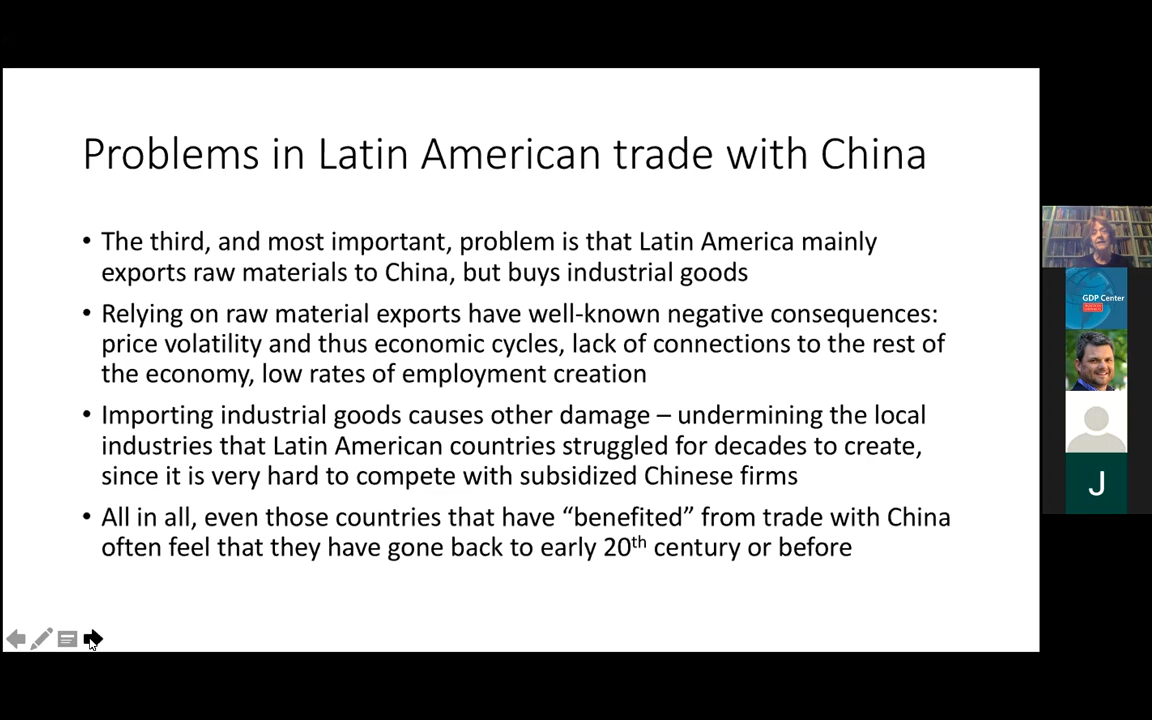 Problems in Latin American trade with China
• The third, and most important, problem is that Latin America mainly
exports raw materials to China, but buys industrial goods
• Relying on raw material exports have well-known negative consequences:
price volatility and thus economic cycles, lack of connections to the rest of
the economy, low rates of employment creation
• Importing industrial goods causes other damage – undermining the local
industries that Latin American countries struggled for decades to create,
since it is very hard to compete with subsidized Chinese firms
• All in all, even those countries that have “benefited” from trade with China
often feel that they have gone back to early 20th century or before
GDP Center
J